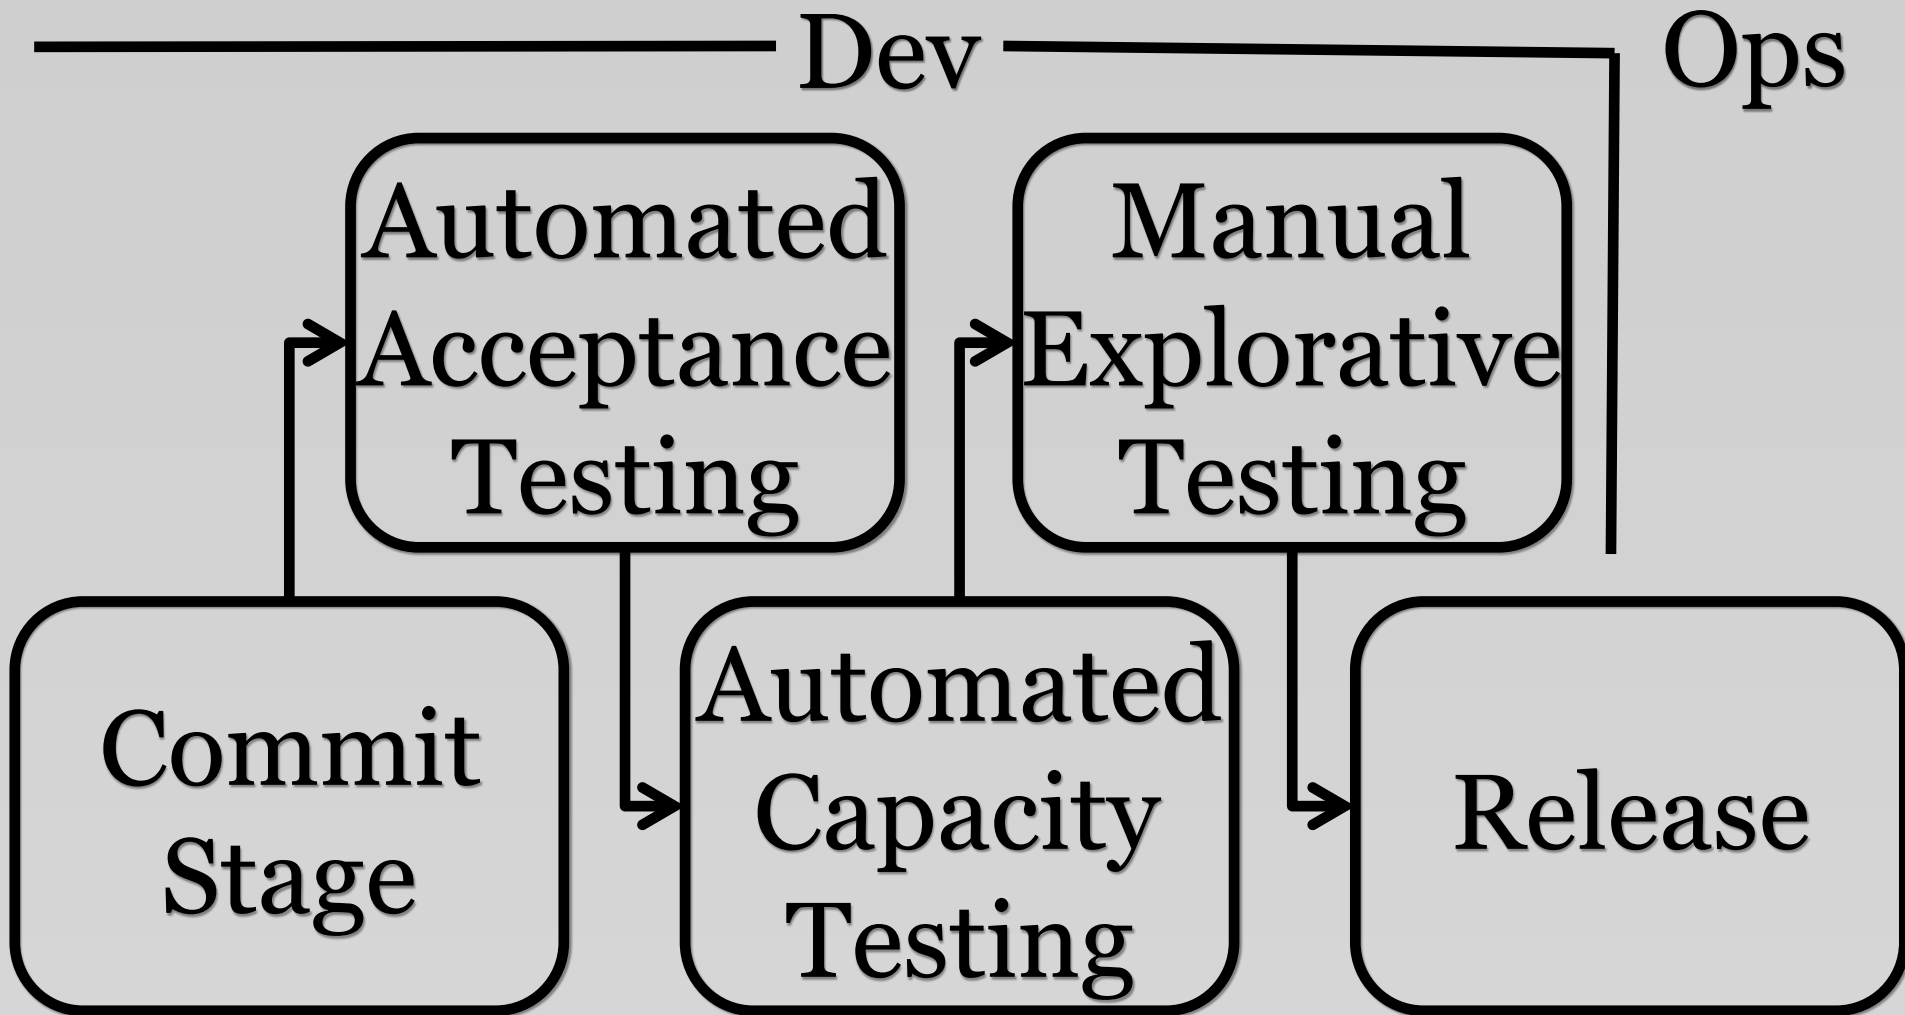 Dev
Ops
Automated
Acceptance
Testing
Manual
Explorative
Testing
Commit
Stage
Automated
Capacity
Testing
Release